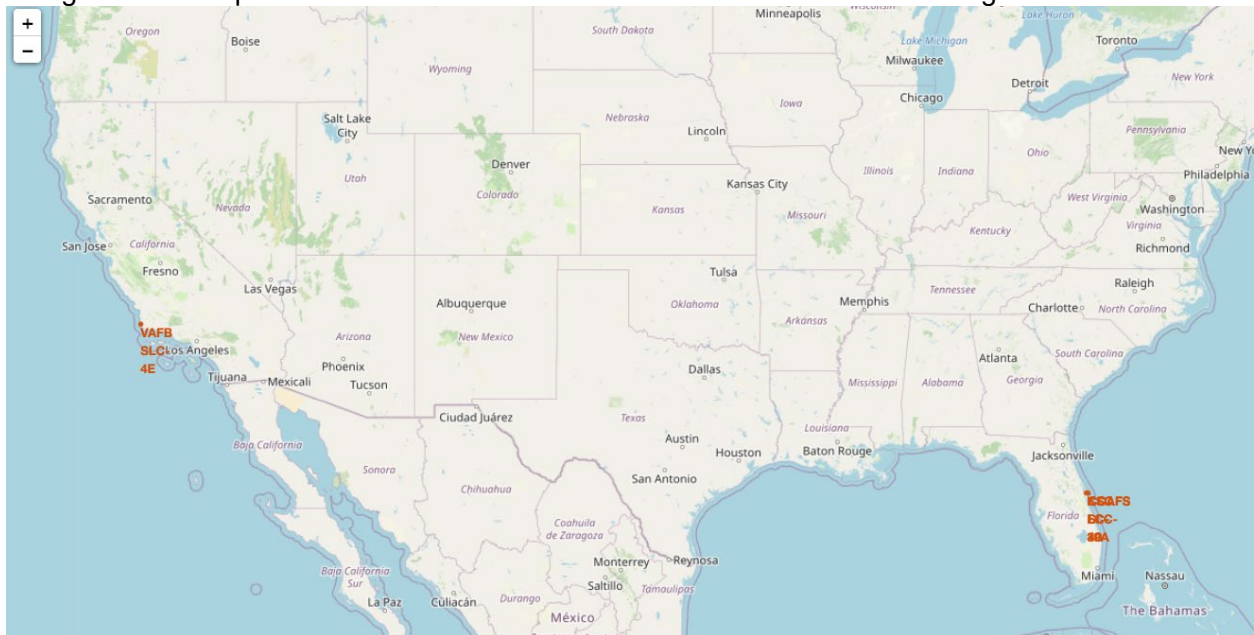 +
−
Oregon
Boise
Wyoming
South Dakota
Minneapolis
Wisconsin
Lake Huron
Lake Michigan
Toronto
Milwaukee
Detroit
New York
Chicago
Iowa
Salt Lake
City
Nebraska
Lincoln
Pennsylvania
Philadelphia
Denver
Utah
Colorado
Ohio
Illinois
Indiana
Kansas City
Sacramento
Nevada
Kansas
Missouri
West Virginia
Washington
Virginia
San Jose
California
Kentucky
Richmond
Fresno
Las Vegas
Tulsa
Raleigh
Albuquerque
Oklahoma
Memphis
Tennessee
Charlotte
North Carolina
VAFB
SLC-
4E
Los Angeles
Arizona
New Mexico
Arkansas
Phoenix
Atlanta
South Carolina
Tijuana
Mexicali
Tucson
Dallas
Mississippi
Alabama
Georgia
Ciudad Juárez
Texas
Louisiana
Austin
Houston
Baton Rouge
Jacksonville
Baja California
Sonora
San Antonio
Chihuahua
Florida
Coahuila
de Zaragoza
Monterrey
Reynosa
Baja California
Sur
Saltillo
Tamaulipas
Miami
Nassau
La Paz
Culiacán
Durango
México
The Bahamas